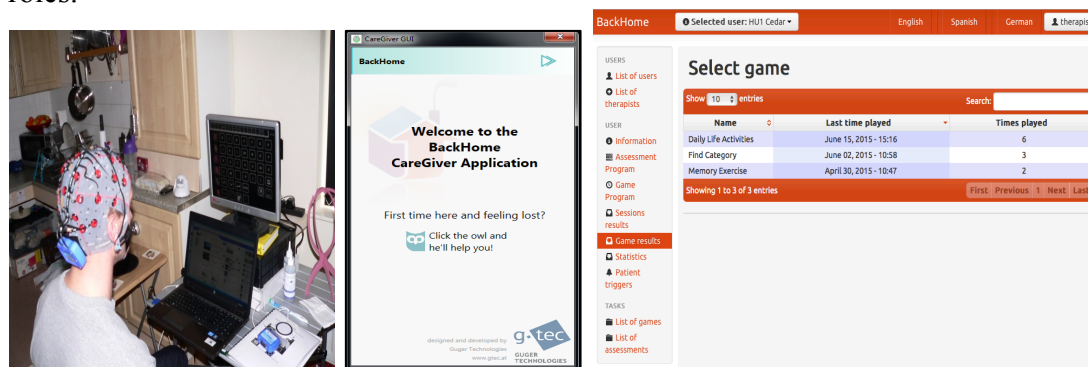 roles.
CareGiver GUI
BackHome
Welcome to the
BackHome
CareGiver Application
First time here and feeling lost?
Click the owl and
he'll help you!
designed and developed by
Guger Technologies
www.gtec.at
g.tec
GUGER
TECHNOLOGIES
BackHome
Selected user: HU1 Cedar
English Spanish German therapis
USERS
List of users
List of
therapists
USER
Information
Assessment
Program
Game
Program
Sessions
results
Game results
Statistics
Patient
triggers
TASKS
List of games
List of
assessments
Select game
Show 10 entries Search:
Name Last time played Times played
Daily Life Activities June 15, 2015 - 15:16 6
Find Category June 02, 2015 - 10:58 3
Memory Exercise April 30, 2015 - 10:47 2
Showing 1 to 3 of 3 entries First Previous 1 Next Last